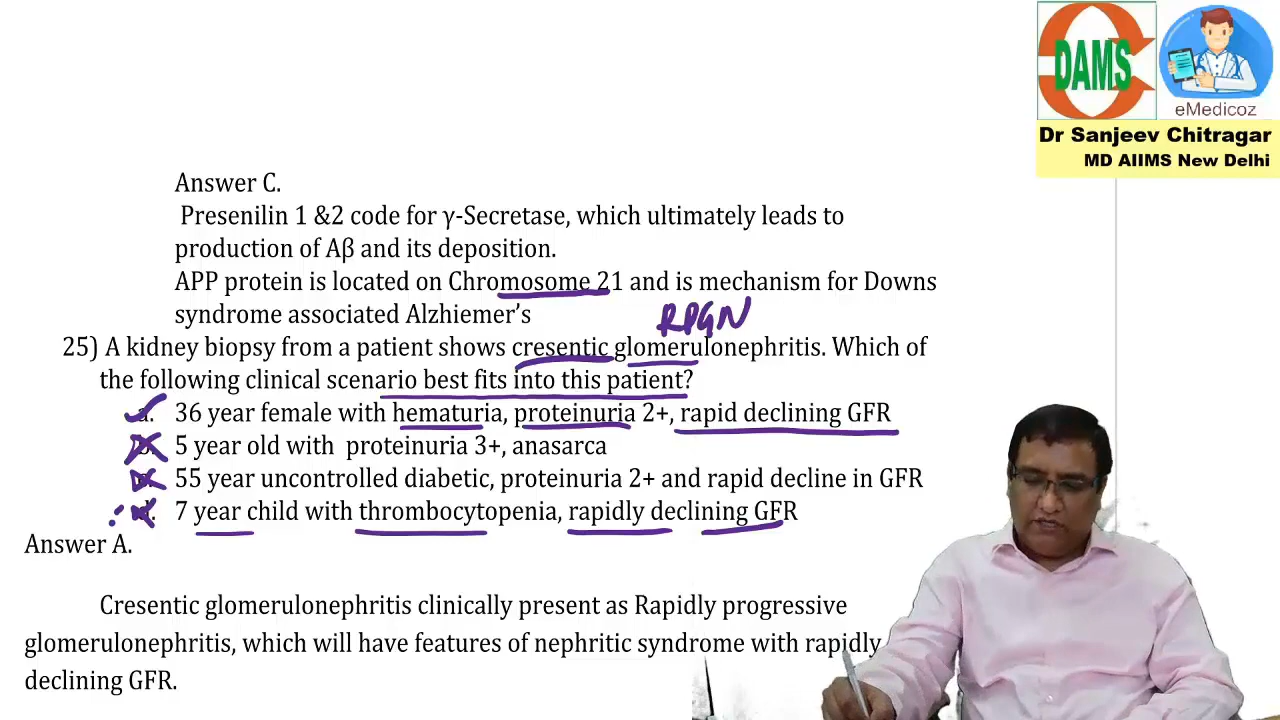 DAMS
eMedicoz
Dr Sanjeev Chitragar
MD AIIMS New Delhi
Answer C.
Presenilin 1 &2 code for γ-Secretase, which ultimately leads to
production of Aβ and its deposition.
APP protein is located on Chromosome 21 and is mechanism for Downs
syndrome associated Alzhiemer's
RPGN
25) A kidney biopsy from a patient shows cresentic glomerulonephritis. Which of
the following clinical scenario best fits into this patient?
a. 36 year female with hematuria, proteinuria 2+, rapid declining GFR
5 year old with proteinuria 3+, anasarca
55 year uncontrolled diabetic, proteinuria 2+ and rapid decline in GFR
d. 7 year child with thrombocytopenia, rapidly declining GFR
Answer A.
Cresentic glomerulonephritis clinically present as Rapidly progressive
glomerulonephritis, which will have features of nephritic syndrome with rapidly
declining GFR.